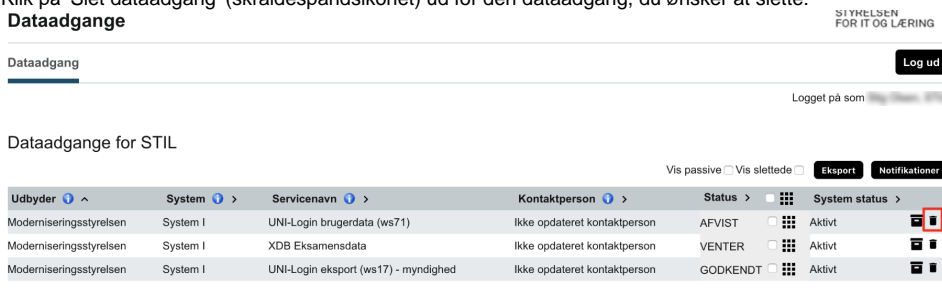 Klik på 'Slet dataadgang' (skraldespandsikonet) ud for den dataadgang, du ønsker at slette.
Dataadgange
STYRELSEN
FOR IT OG LÆRING
Dataadgang
Log ud
Logget på som
Dataadgange for STIL
Vis passive Vis slettede Eksport Notifikationer
Udbyder System Servicenavn Kontaktperson Status System status
Moderniseringsstyrelsen System I UNI-Login brugerdata (ws71) Ikke opdateret kontaktperson AFVIST Aktivt
Moderniseringsstyrelsen System I XDB Eksamensdata Ikke opdateret kontaktperson VENTER Aktivt
Moderniseringsstyrelsen System I UNI-Login eksport (ws17) - myndighed Ikke opdateret kontaktperson GODKENDT Aktivt